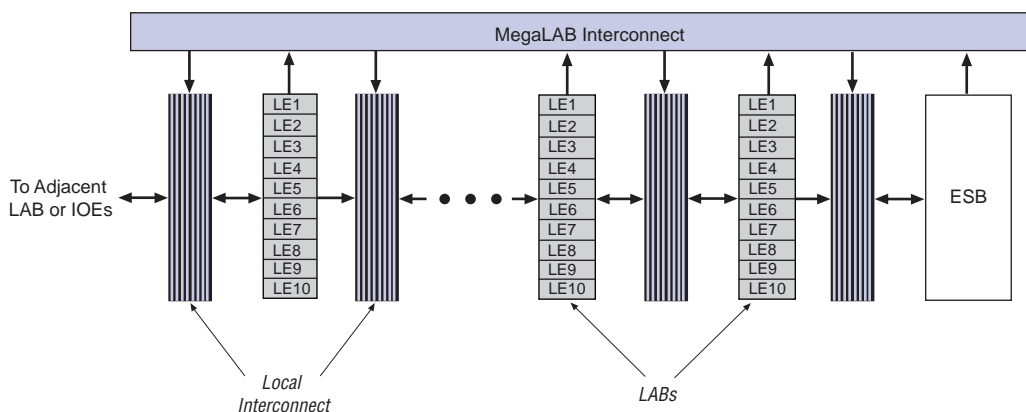 MegaLAB Interconnect
To Adjacent
LAB or IOEs
LE1
LE2
LE3
LE4
LE5
LE6
LE7
LE8
LE9
LE10
LE1
LE2
LE3
LE4
LE5
LE6
LE7
LE8
LE9
LE10
LE1
LE2
LE3
LE4
LE5
LE6
LE7
LE8
LE9
LE10
ESB
Local
Interconnect
LABs